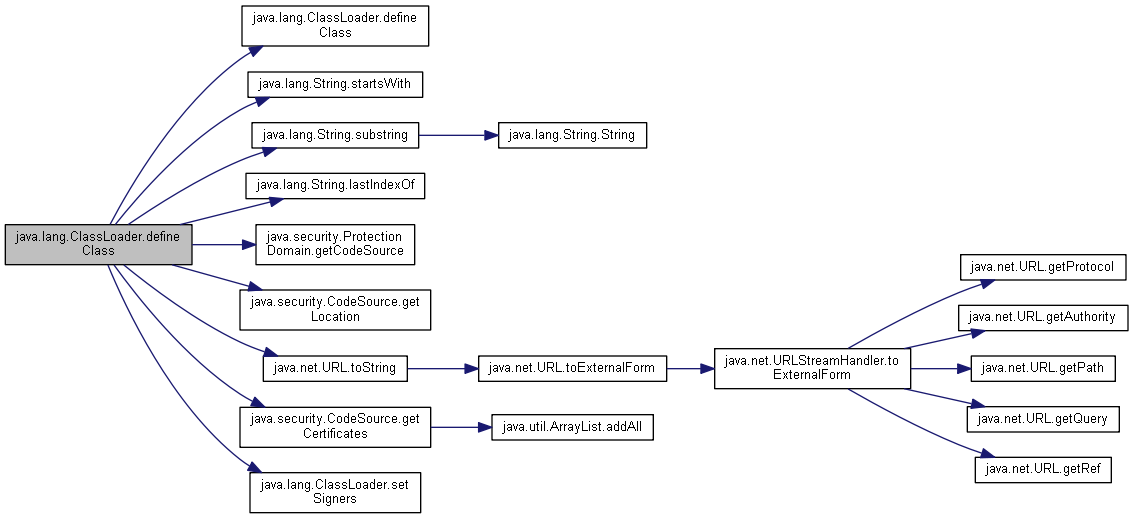 java.lang.ClassLoader.define
Class
java.lang.ClassLoader.define
Class
java.lang.String.startsWith
java.lang.String.substring
java.lang.String.String
java.lang.String.lastIndexOf
java.security.Protection
Domain.getCodeSource
java.security.CodeSource.get
Location
java.net.URL.toString
java.net.URL.toExternalForm
java.net.URLStreamHandler.to
ExternalForm
java.net.URL.getProtocol
java.net.URL.getAuthority
java.net.URL.getPath
java.net.URL.getQuery
java.net.URL.getRef
java.security.CodeSource.get
Certificates
java.util.ArrayList.addAll
java.lang.ClassLoader.set
Signers